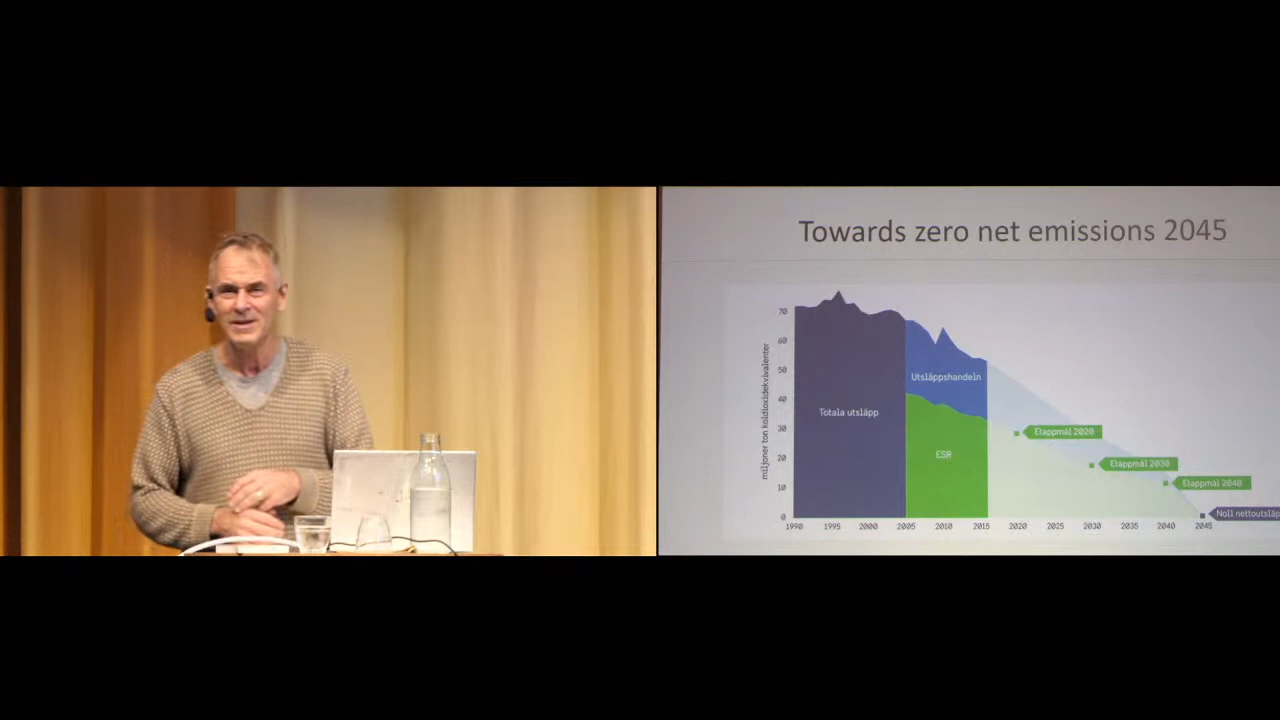 Towards zero net emissions 2045
miljoner ton koldioxidekvivalenter
70
60
50
40
30
20
10
0
Totala utsläpp
Utsläppshandeln
ESR
Etappmål 2020
Etappmål 2030
Etappmål 2040
Noll nettoutsläp
1990 1995 2000 2005 2010 2015 2020 2025 2030 2035 2040 2045